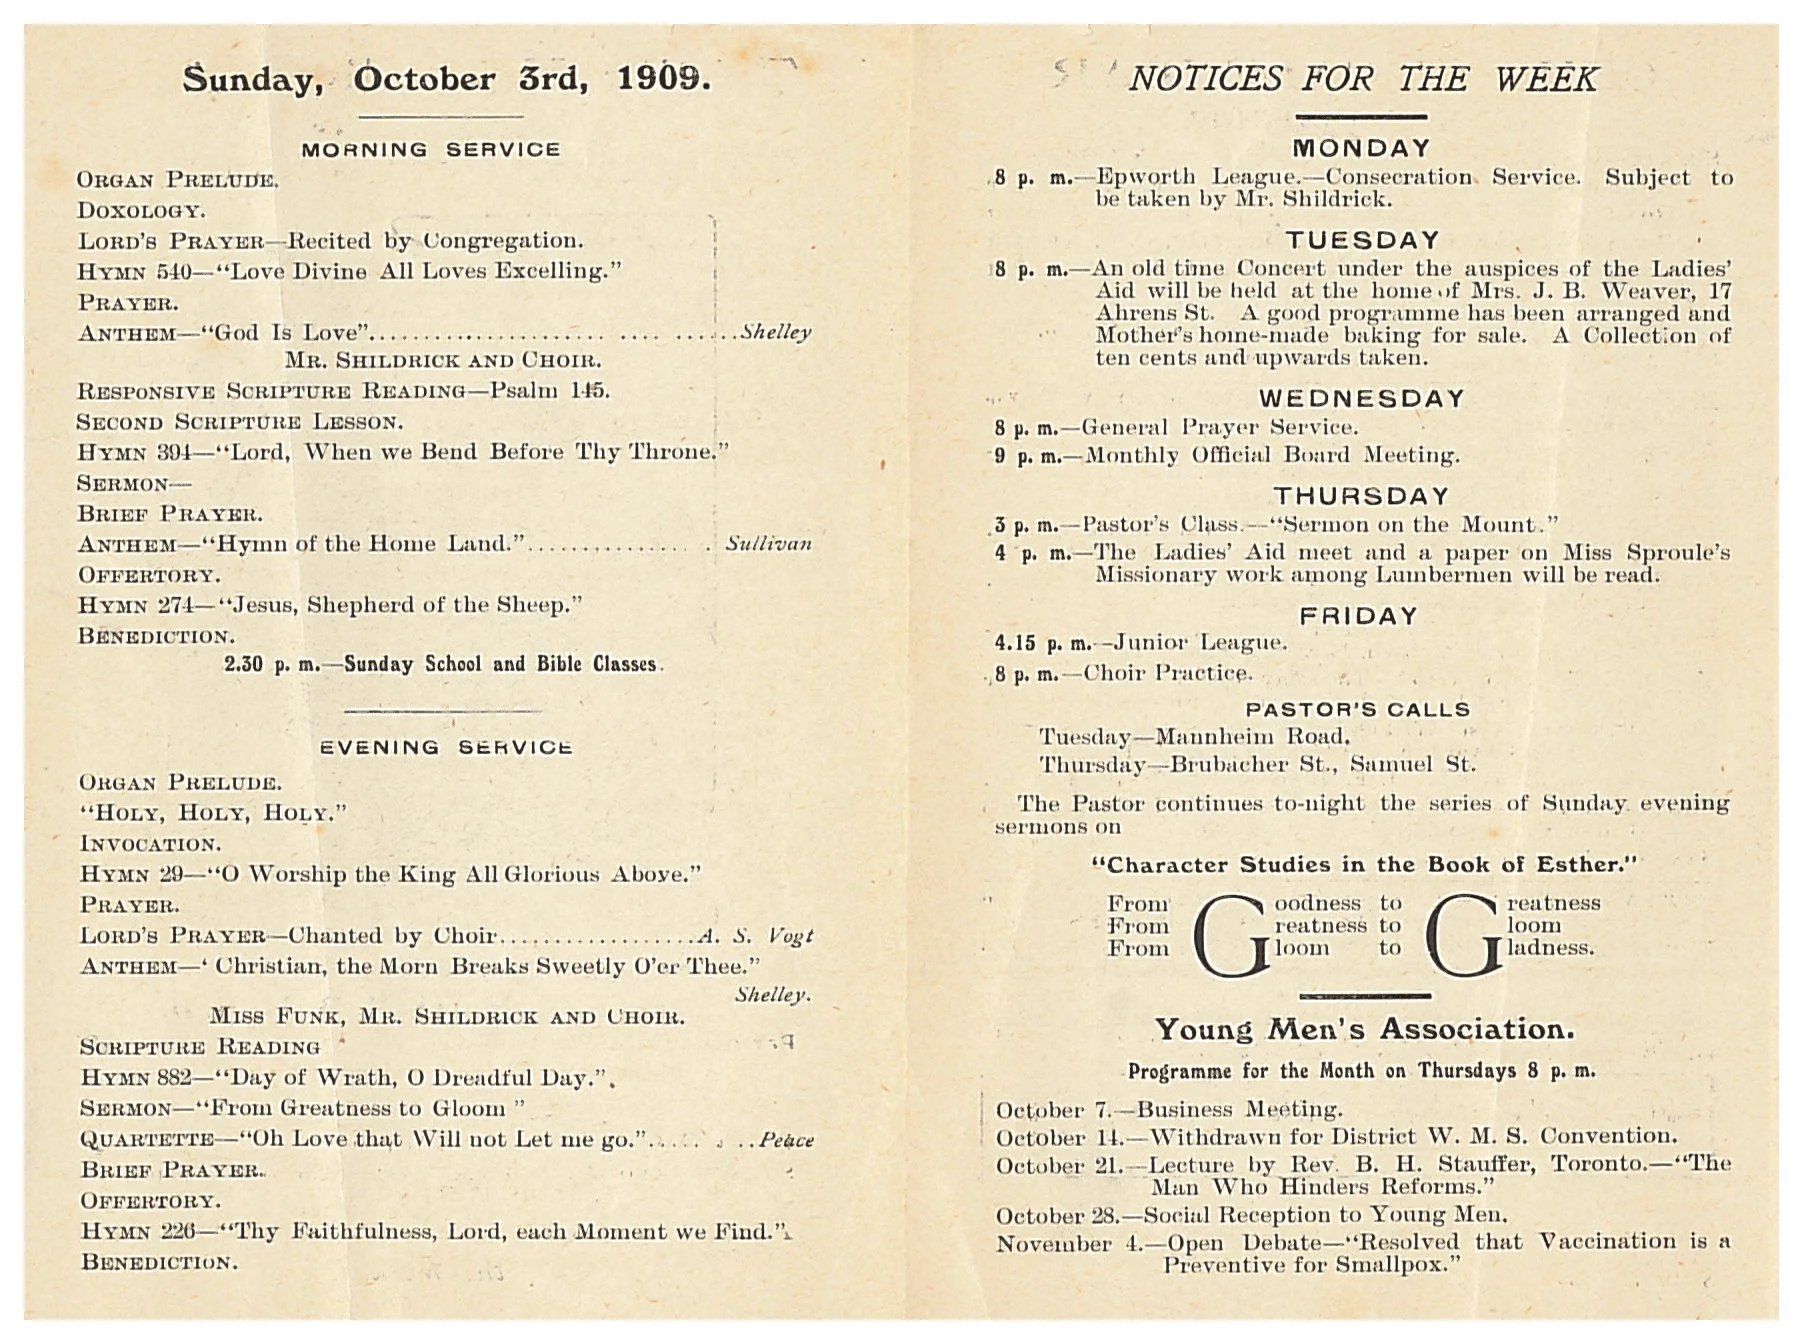 Sunday, October 3rd, 1909.
MORNING SERVICE
ORGAN PRELUDE.
DOXOLOGY.
LORD'S PRAYER—Recited by Congregation.
HYMN 540—“Love Divine All Loves Excelling.”
PRAYER.
ANTHEM—“God Is Love”...................... .... ......Shelley
MR. SHILDRICK AND CHOIR.
RESPONSIVE SCRIPTURE READING—Psalm 145.
SECOND SCRIPTURE LESSON.
HYMN 394—“Lord, When we Bend Before Thy Throne.”
SERMON—
BRIEF PRAYER.
ANTHEM—“Hymn of the Home Land.”............... . Sullivan
OFFERTORY.
HYMN 274—“Jesus, Shepherd of the Sheep.”
BENEDICTION.
2.30 p. m.—Sunday School and Bible Classes.
EVENING SERVICE
ORGAN PRELUDE.
“HOLY, HOLY, HOLY.”
INVOCATION.
HYMN 29—“O Worship the King All Glorious Above.”
PRAYER.
LORD'S PRAYER—Chanted by Choir..................A. S. Vogt
ANTHEM—‘ Christian, the Morn Breaks Sweetly O'er Thee.”
Shelley.
MISS FUNK, MR. SHILDRICK AND CHOIR.
SCRIPTURE READING
HYMN 882—“Day of Wrath, O Dreadful Day.”.
SERMON—“From Greatness to Gloom ”
QUARTETTE—“Oh Love that Will not Let me go.”..... . ..Peace
BRIEF PRAYER.
OFFERTORY.
HYMN 226—“Thy Faithfulness, Lord, each Moment we Find.”
BENEDICTION.
NOTICES FOR THE WEEK
MONDAY
8 p. m.—Epworth League.—Consecration Service. Subject to
be taken by Mr. Shildrick.
TUESDAY
8 p. m.—An old time Concert under the auspices of the Ladies'
Aid will be held at the home of Mrs. J. B. Weaver, 17
Ahrens St. A good programme has been arranged and
Mother's home-made baking for sale. A Collection of
ten cents and upwards taken.
WEDNESDAY
8 p. m.—General Prayer Service.
9 p. m.—Monthly Official Board Meeting.
THURSDAY
3 p. m.—Pastor's Class.—“Sermon on the Mount.”
4 p. m.—The Ladies' Aid meet and a paper on Miss Sproule's
Missionary work among Lumbermen will be read.
FRIDAY
4.15 p. m.—Junior League.
8 p. m.—Choir Practice.
PASTOR'S CALLS
Tuesday—Mannheim Road.
Thursday—Brubacher St., Samuel St.
The Pastor continues to-night the series of Sunday evening
sermons on
“Character Studies in the Book of Esther.”
From Goodness to Greatness
From Greatness to Gloom
From Gloom to Gladness.
Young Men's Association.
Programme for the Month on Thursdays 8 p. m.
October 7.—Business Meeting.
October 14.—Withdrawn for District W. M. S. Convention.
October 21.—Lecture by Rev. B. H. Stauffer, Toronto.—“The
Man Who Hinders Reforms.”
October 28.—Social Reception to Young Men.
November 4.—Open Debate—“Resolved that Vaccination is a
Preventive for Smallpox.”